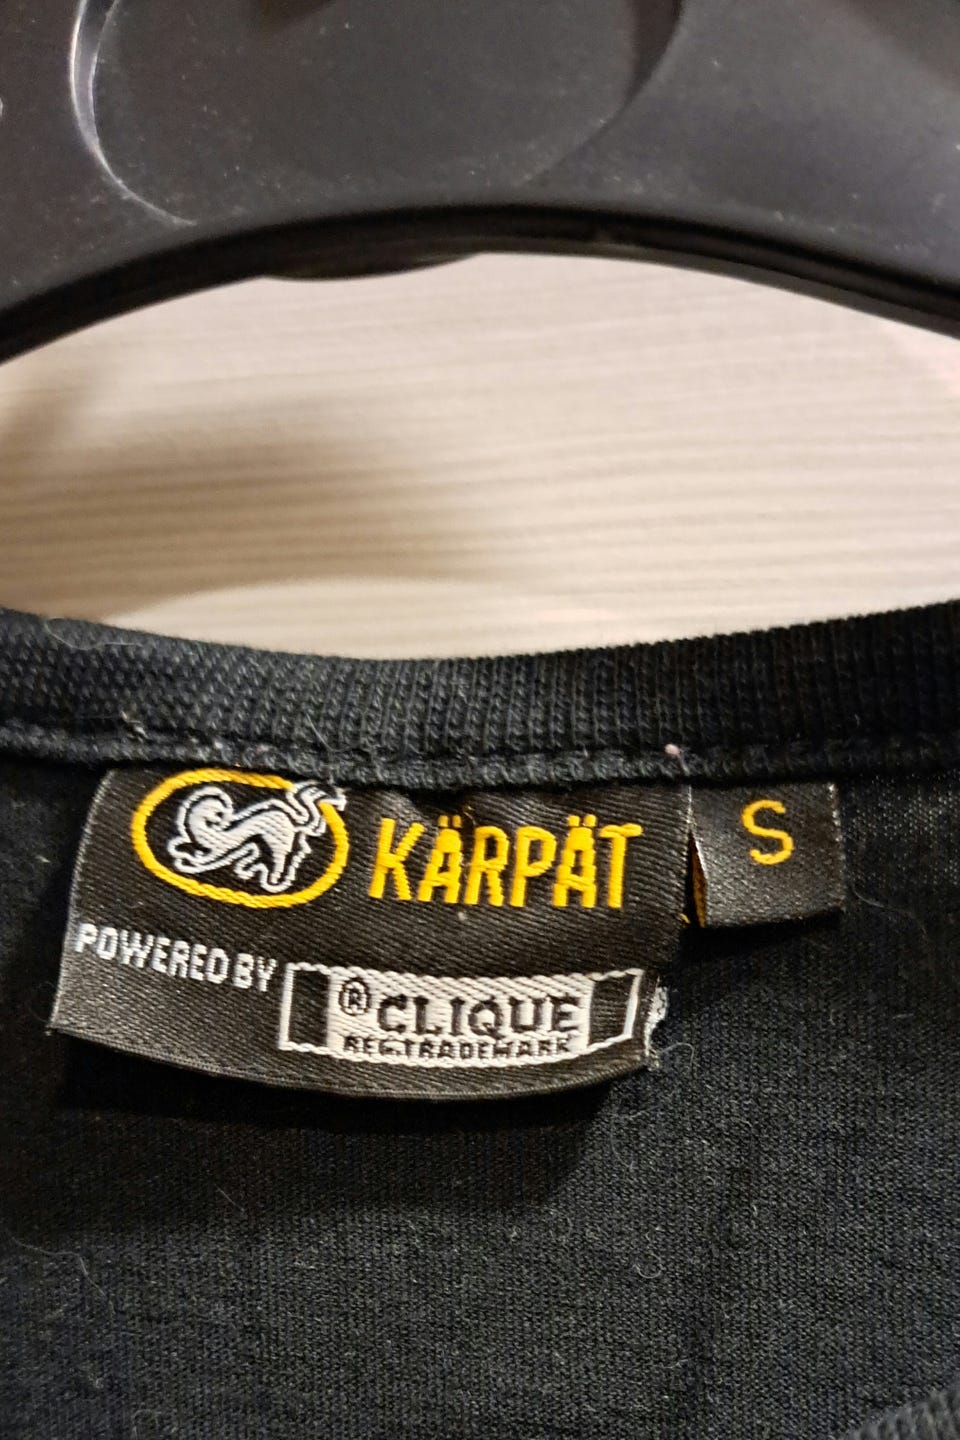 KÄRPÄT
S
POWERED BY
® CLIQUE
REG.TRADEMARK